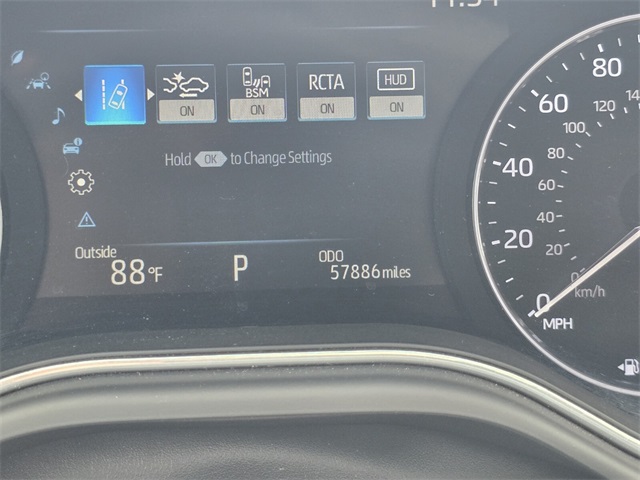 BSM
RCTA
HUD
ON
ON
ON
ON
Hold OK to Change Settings
Outside
88°F
P
ODO
57886 miles
80
60
40
20
0
MPH
120
100
80
60
40
20
0
km/h